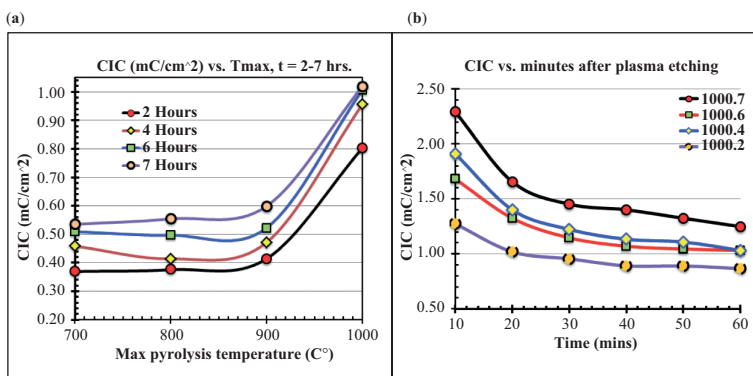 (a)
CIC (mC/cm^2) vs. Tmax, t = 2-7 hrs.
CIC (mC/cm^2)
1.00
0.90
0.80
0.70
0.60
0.50
0.40
0.30
0.20
2 Hours
4 Hours
6 Hours
7 Hours
700
800
900
1000
Max pyrolysis temperature (C°)
(b)
CIC vs. minutes after plasma etching
CIC (mC/cm^2)
2.50
2.00
1.50
1.00
0.50
1000.7
1000.6
1000.4
1000.2
10
20
30
40
50
60
Time (mins)